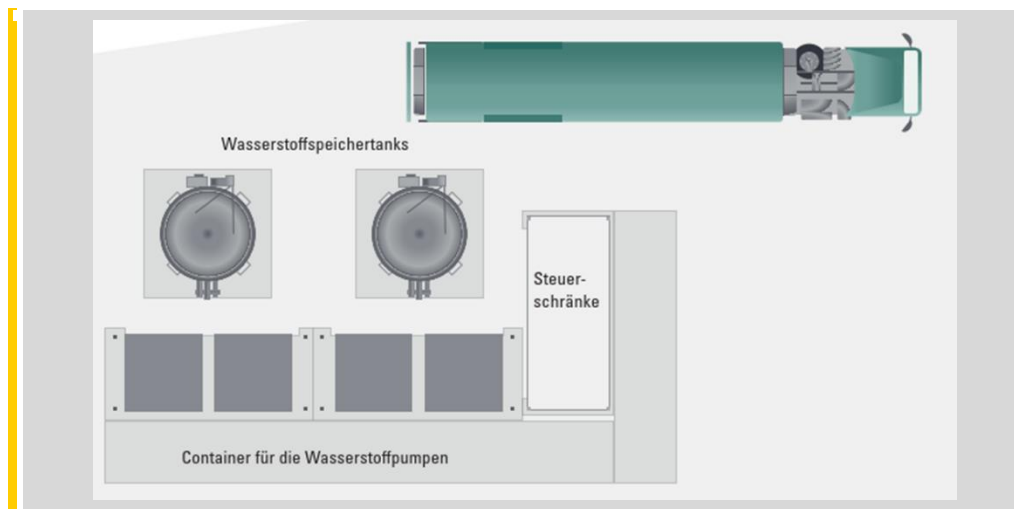 Wasserstoffspeichertanks
Steuer-
schränke
Container für die Wasserstoffpumpen